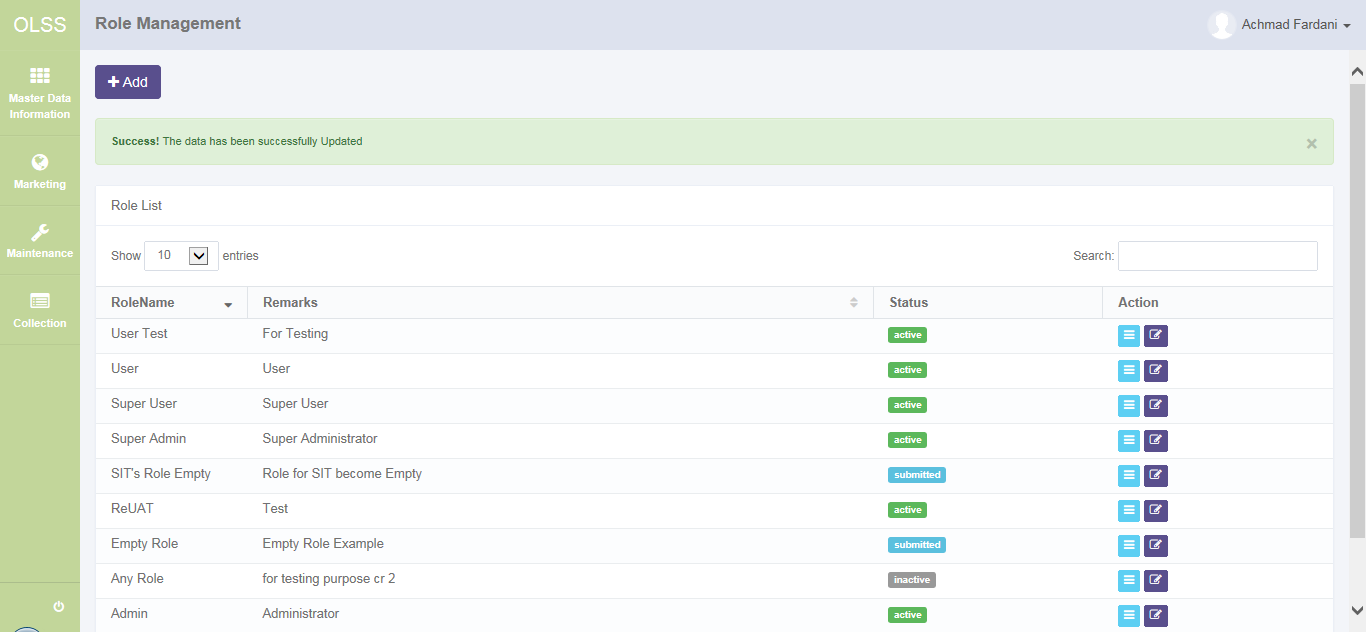 OLSS
Role Management
Achmad Fardani
Master Data
Information
Marketing
Maintenance
Collection
Add
Success! The data has been successfully Updated
×
Role List
Show 10 entries
Search:
RoleName Remarks Status Action
User Test For Testing active
User User active
Super User Super User active
Super Admin Super Administrator active
SIT's Role Empty Role for SIT become Empty submitted
ReUAT Test active
Empty Role Empty Role Example submitted
Any Role for testing purpose cr 2 inactive
Admin Administrator active